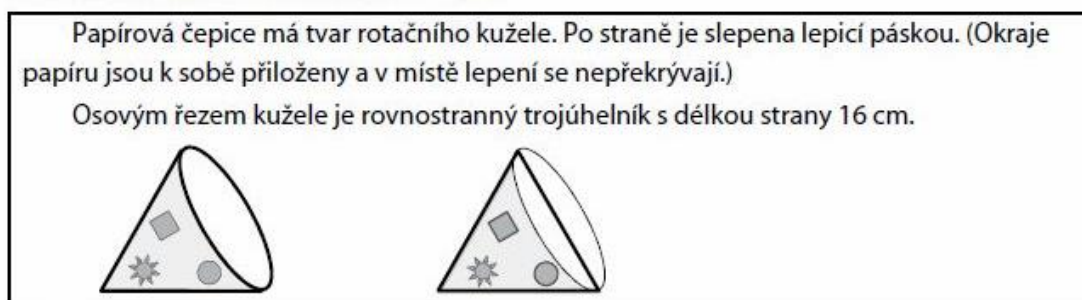 Papírová čepice má tvar rotačního kužele. Po straně je slepena lepicí páskou. (Okraje
papíru jsou k sobě přiloženy a v místě lepení se nepřekrývají.)
Osovým řezem kužele je rovnostranný trojúhelník s délkou strany 16 cm.